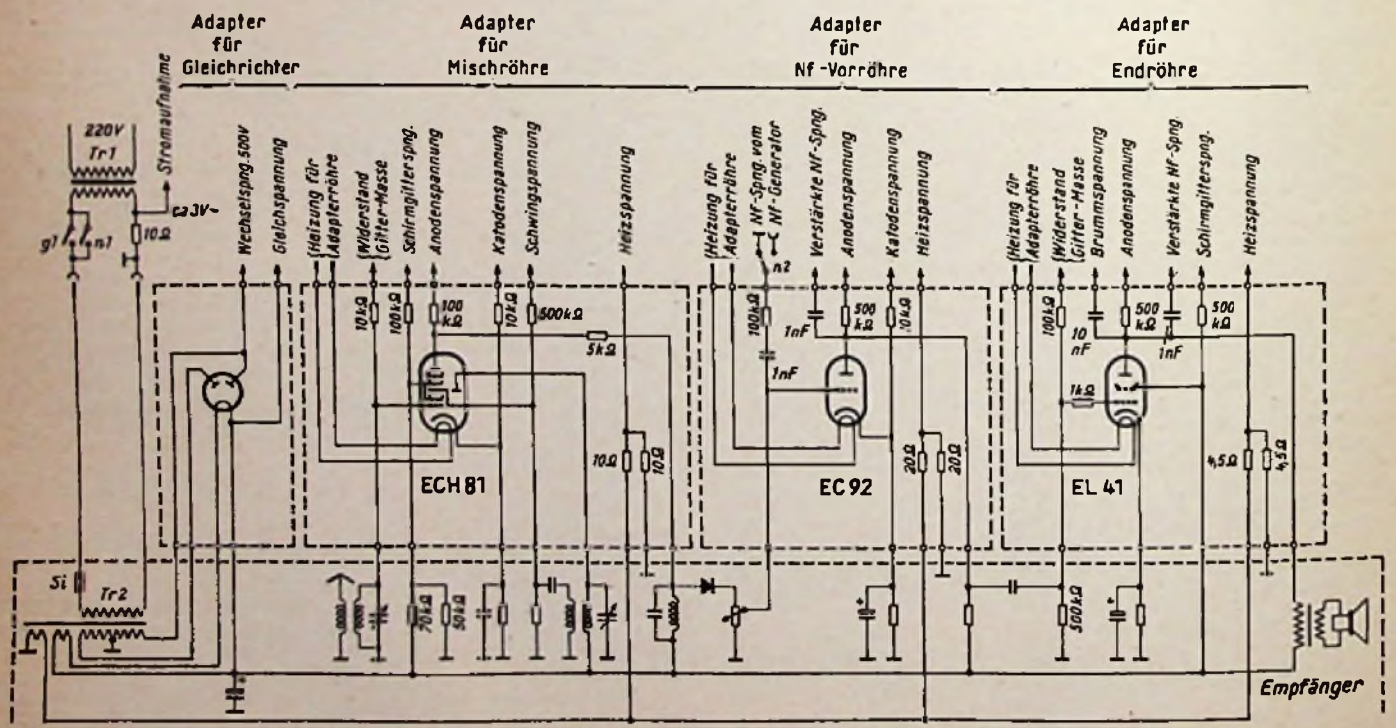 Adapter
für
Gleichrichter
Adapter
für
Mischröhre
Adapter
für
Nf-Vorröhre
Adapter
für
Endröhre
220V
Tr1
Stromaufnahme
ca 3V~
10Ω
g1
n1
Wechselspng. 500V
Gleichspannung
Heizung für
Adapterröhre
Widerstand
Gitter-Masse
Schirmgitterspng.
Anodenspannung
Katodenspannung
Schwingspannung
Heizspannung
Heizung für
Adapterröhre
Nf-Spng. vom
Nf-Generator
n2
Verstärkte Nf-Spng.
Anodenspannung
Katodenspannung
Heizspannung
Heizung für
Adapterröhre
Widerstand
Gitter-Masse
Brummspannung
Anodenspannung
Verstärkte Nf-Spng.
Schirmgitterspng.
Heizspannung
10kΩ
100kΩ
100
kΩ
10kΩ
500kΩ
5kΩ
10Ω
10Ω
ECH 81
100kΩ
1nF
1nF
500
kΩ
10kΩ
20Ω
20Ω
EC 92
100kΩ
10
nF
500
kΩ
1nF
500
kΩ
1kΩ
4,5Ω
4,5Ω
EL 41
Si
Tr2
70kΩ
50kΩ
500kΩ
Empfänger